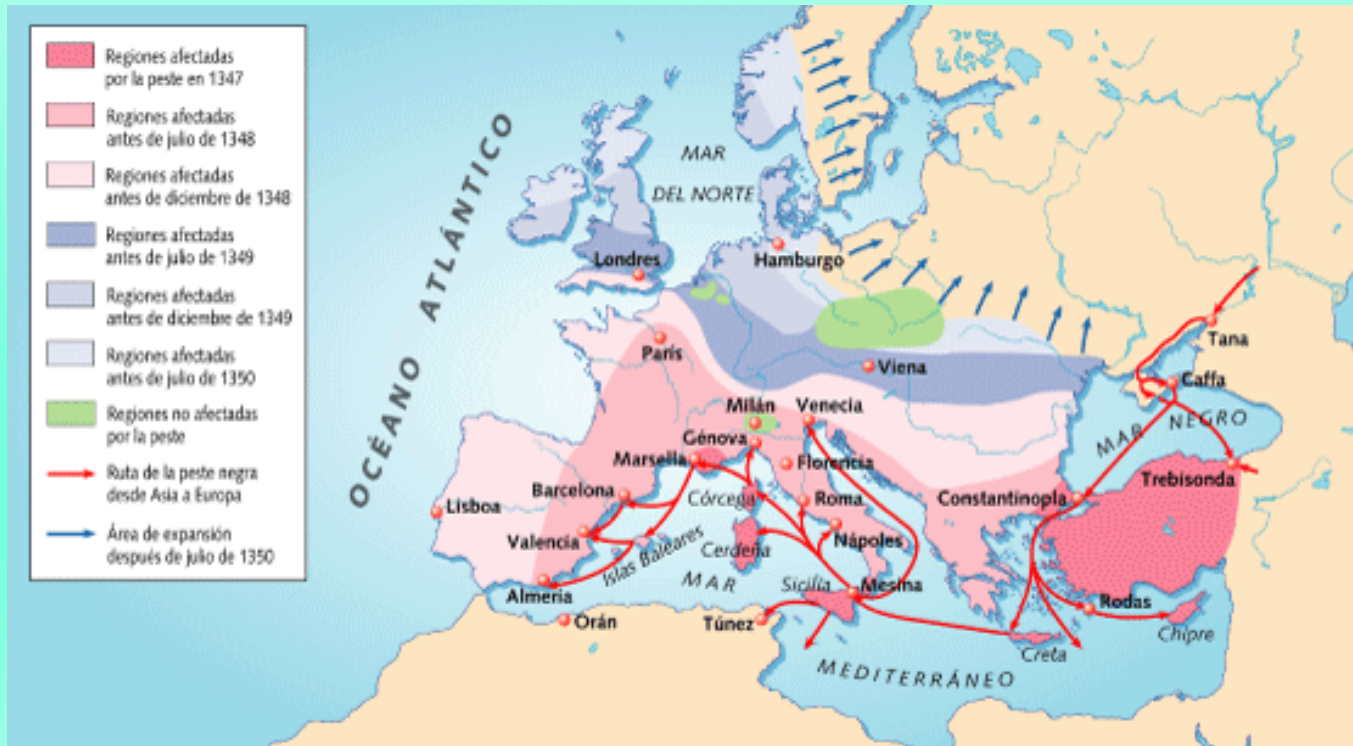 Regiones afectadas
por la peste en 1347
Regiones afectadas
antes de julio de 1348
Regiones afectadas
antes de diciembre de 1348
Regiones afectadas
antes de julio de 1349
Regiones afectadas
antes de diciembre de 1349
Regiones afectadas
antes de julio de 1350
Regiones no afectadas
por la peste
Ruta de la peste negra
desde Asia a Europa
Área de expansión
después de julio de 1350
OCÉANO ATLÁNTICO
MAR
DEL NORTE
Londres
Hamburgo
París
Viena
Tana
Caffa
MAR NEGRO
Milán
Venecia
Génova
Marsella
Florencia
Trebisonda
Barcelona
Córcega
Roma
Constantinopla
Lisboa
Valencia
Islas Baleares
Cerdeña
Nápoles
MAR
Sicilia
Mesina
Almería
Rodas
Orán
Túnez
Chipre
Creta
MEDITERRÁNEO